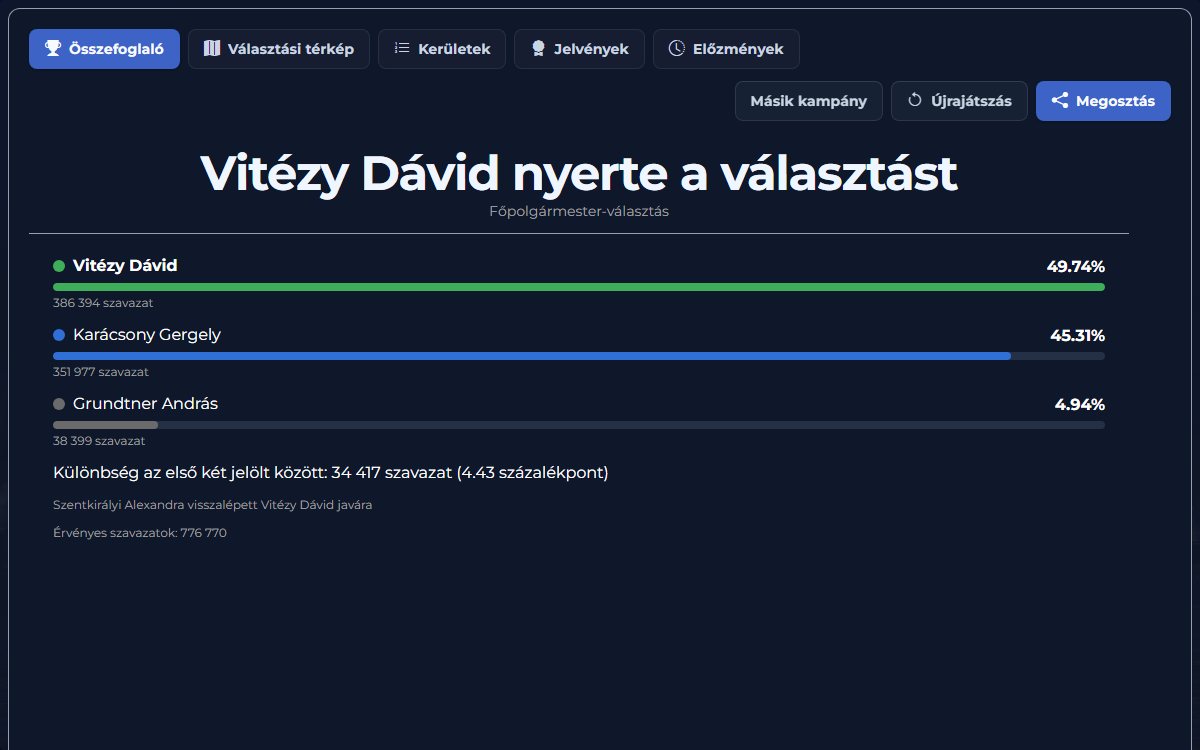 Összefoglaló Választási térkép Kerületek Jelvények Előzmények
Másik kampány Újrajátszás Megosztás
Vitézy Dávid nyerte a választást
Főpolgármester-választás
Vitézy Dávid 49.74%
386 394 szavazat
Karácsony Gergely 45.31%
351 977 szavazat
Grundtner András 4.94%
38 399 szavazat
Különbség az első két jelölt között: 34 417 szavazat (4.43 százalékpont)
Szentkirályi Alexandra visszalépett Vitézy Dávid javára
Érvényes szavazatok: 776 770